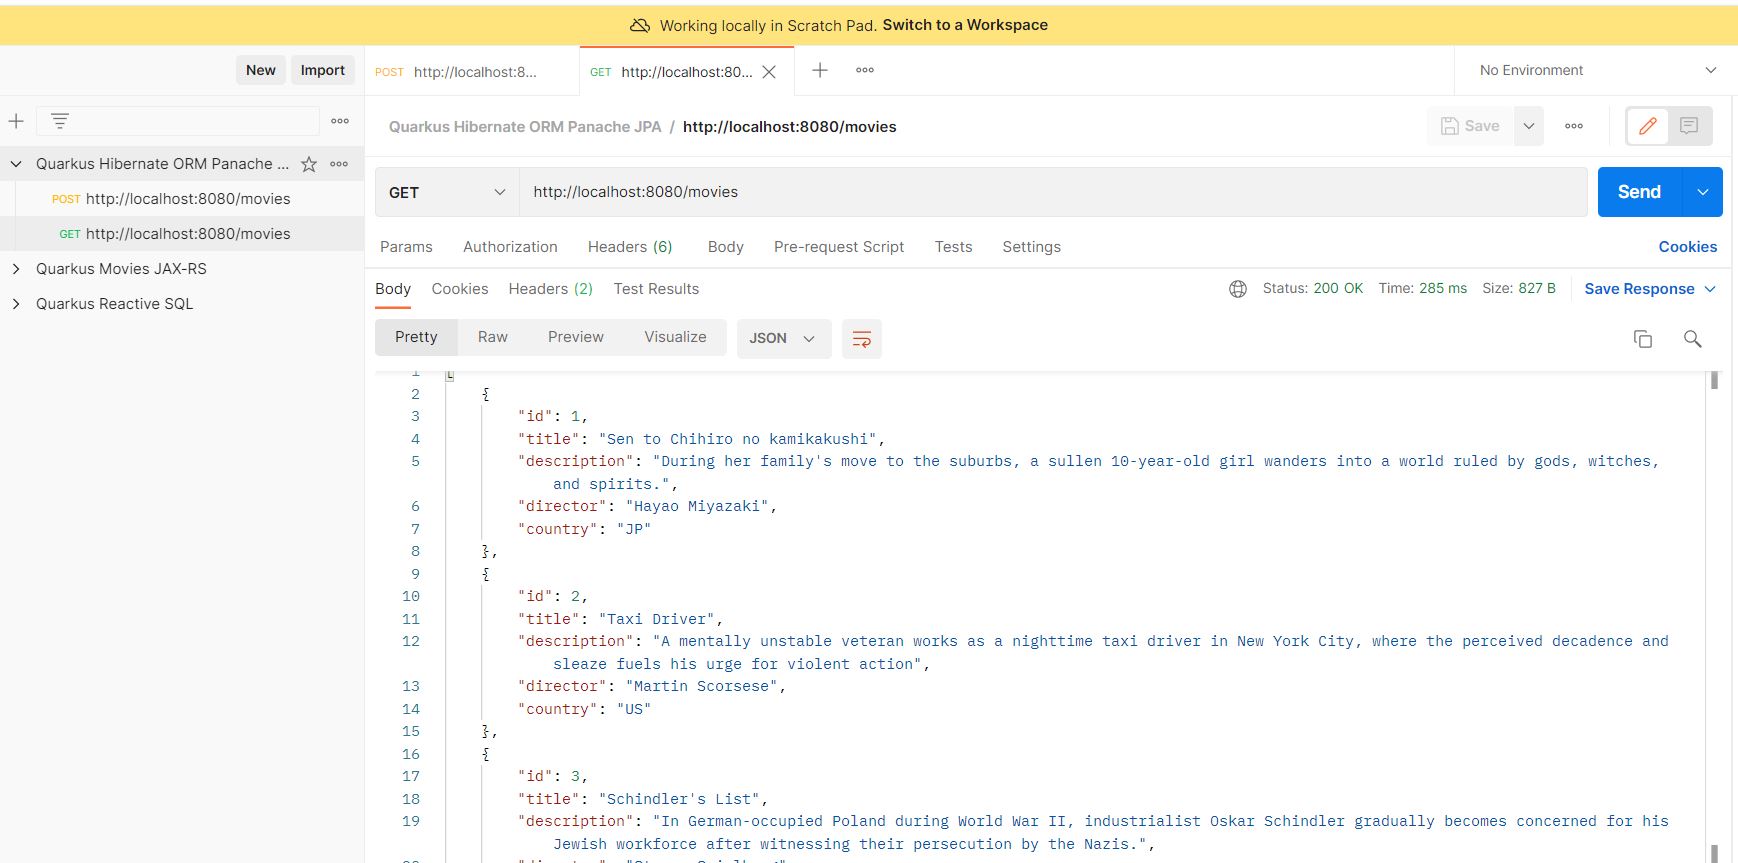 Working locally in Scratch Pad. Switch to a Workspace
New Import
POST http://localhost:8... GET http://localhost:80... No Environment
Quarkus Hibernate ORM Panache JPA / http://localhost:8080/movies Save
Quarkus Hibernate ORM Panache ...
POST http://localhost:8080/movies
GET http://localhost:8080/movies
Quarkus Movies JAX-RS
Quarkus Reactive SQL
GET http://localhost:8080/movies Send
Params Authorization Headers (6) Body Pre-request Script Tests Settings Cookies
Body Cookies Headers (2) Test Results Status: 200 OK Time: 285 ms Size: 827 B Save Response
Pretty Raw Preview Visualize JSON
1 [
2 {
3 "id": 1,
4 "title": "Sen to Chihiro no kamikakushi",
5 "description": "During her family's move to the suburbs, a sullen 10-year-old girl wanders into a world ruled by gods, witches,
and spirits.",
6 "director": "Hayao Miyazaki",
7 "country": "JP"
8 },
9 {
10 "id": 2,
11 "title": "Taxi Driver",
12 "description": "A mentally unstable veteran works as a nighttime taxi driver in New York City, where the perceived decadence and
sleaze fuels his urge for violent action",
13 "director": "Martin Scorsese",
14 "country": "US"
15 },
16 {
17 "id": 3,
18 "title": "Schindler's List",
19 "description": "In German-occupied Poland during World War II, industrialist Oskar Schindler gradually becomes concerned for his
Jewish workforce after witnessing their persecution by the Nazis.",